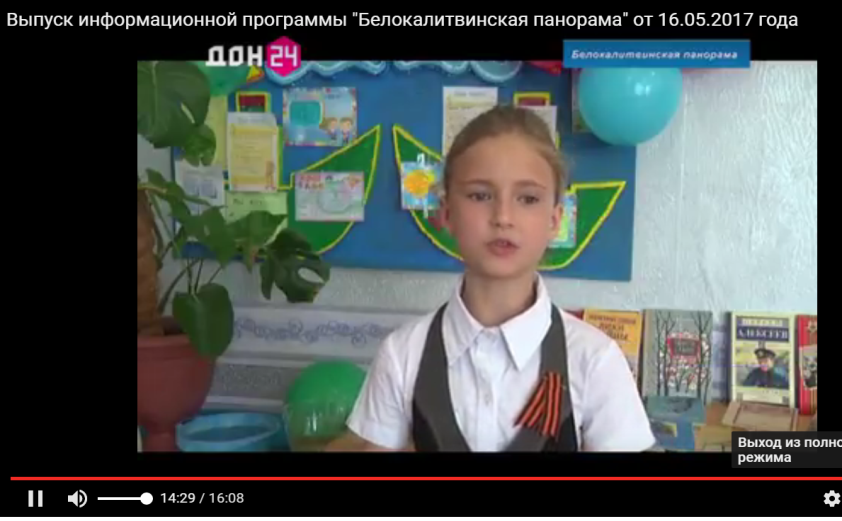 Выпуск информационной программы "Белокалитвинская панорама" от 16.05.2017 года
ДОН 24
Белокалитвинская панорама
АЛЕКСЕЕВ
Выход из полно
режима
14:29 / 16:08